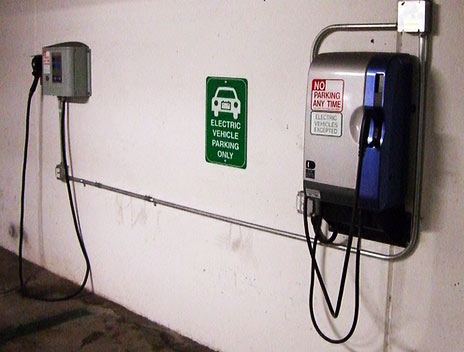 ELECTRIC
VEHICLE
PARKING
ONLY
NO
PARKING
ANY TIME
ELECTRIC
VEHICLES
EXCEPTED